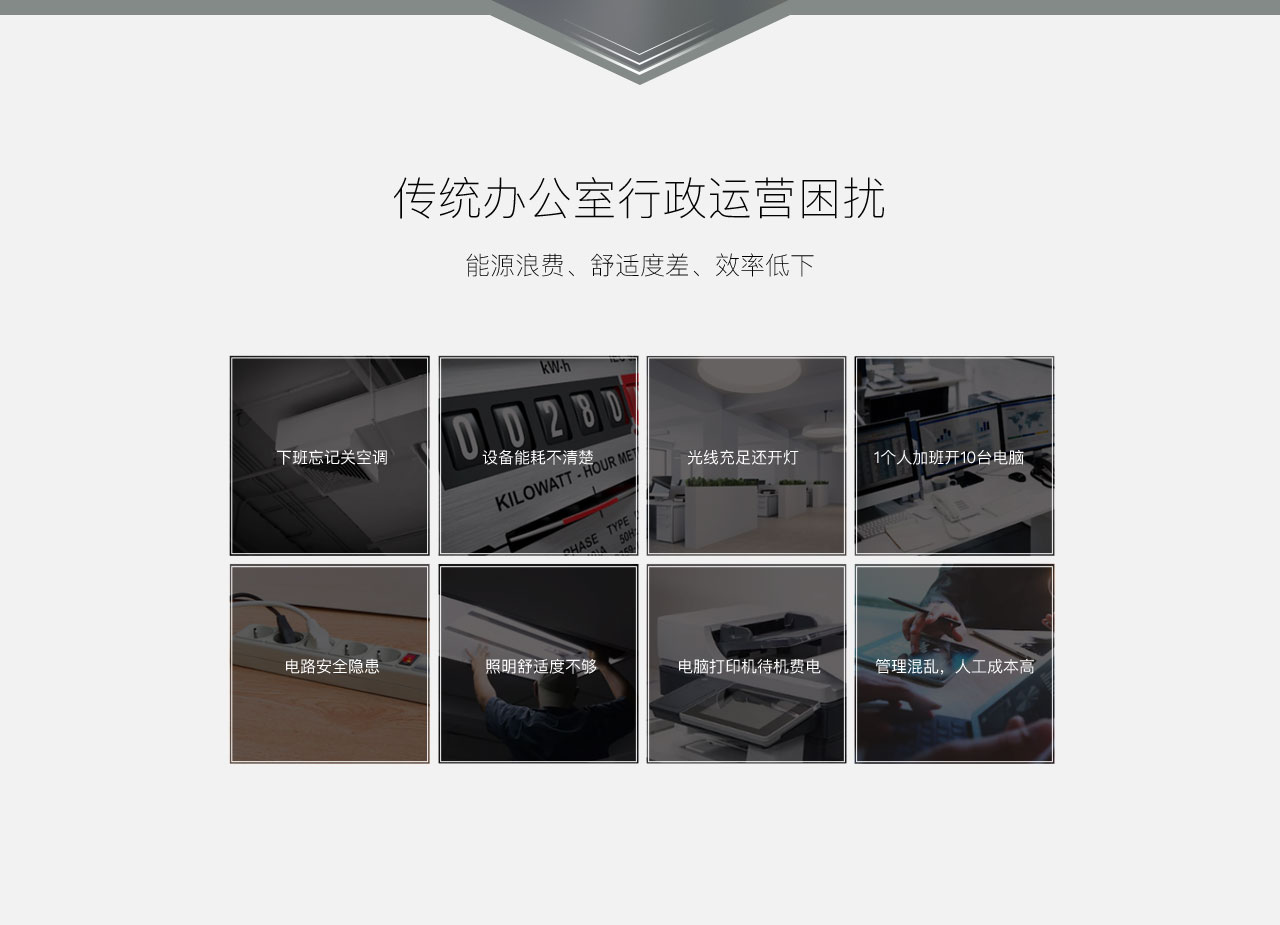 传统办公室行政运营困扰
能源浪费、舒适度差、效率低下
kW·h
00280
下班忘记关空调
设备能耗不清楚
光线充足还开灯
1个人加班开10台电脑
KILOWATT - HOUR MET
PHASE TYPE
50H
电路安全隐患
照明舒适度不够
电脑打印机待机费电
管理混乱，人工成本高